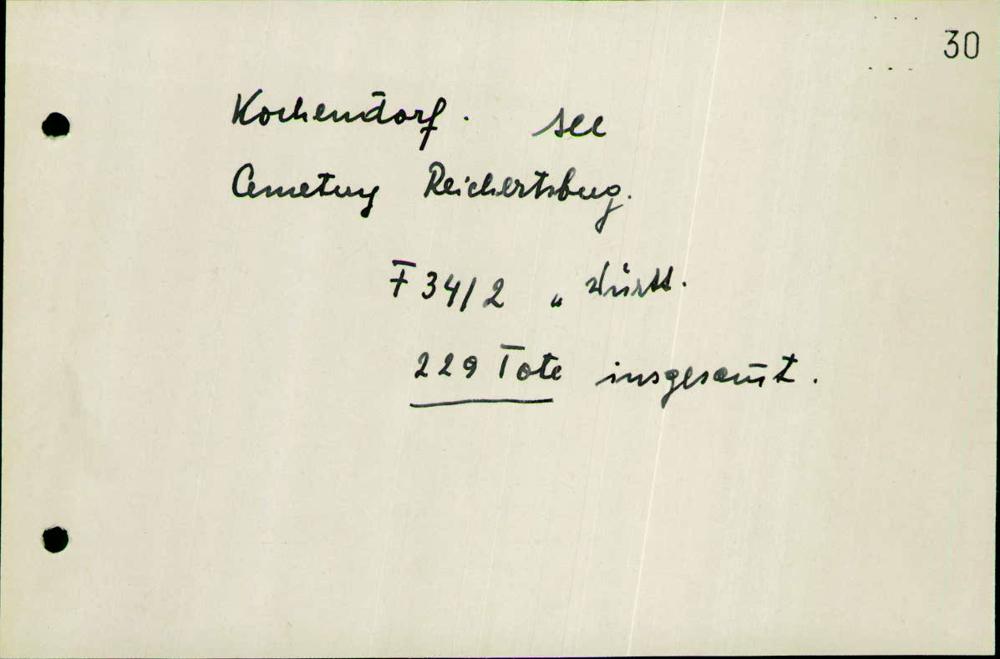 30
Kochendorf. see
Cemetery Reichertsberg.
F 34/2 „ Württ.
229 Tote insgesamt.